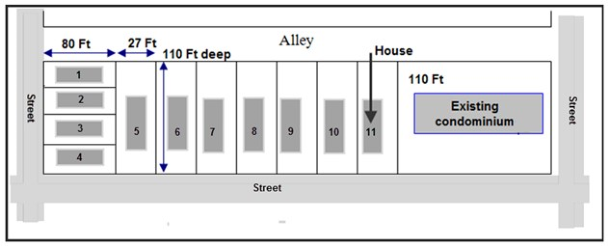 Alley
80 Ft
27 Ft
110 Ft deep
House
110 Ft
1
2
3
4
5
6
7
8
9
10
11
Existing
condominium
Street
Street
Street